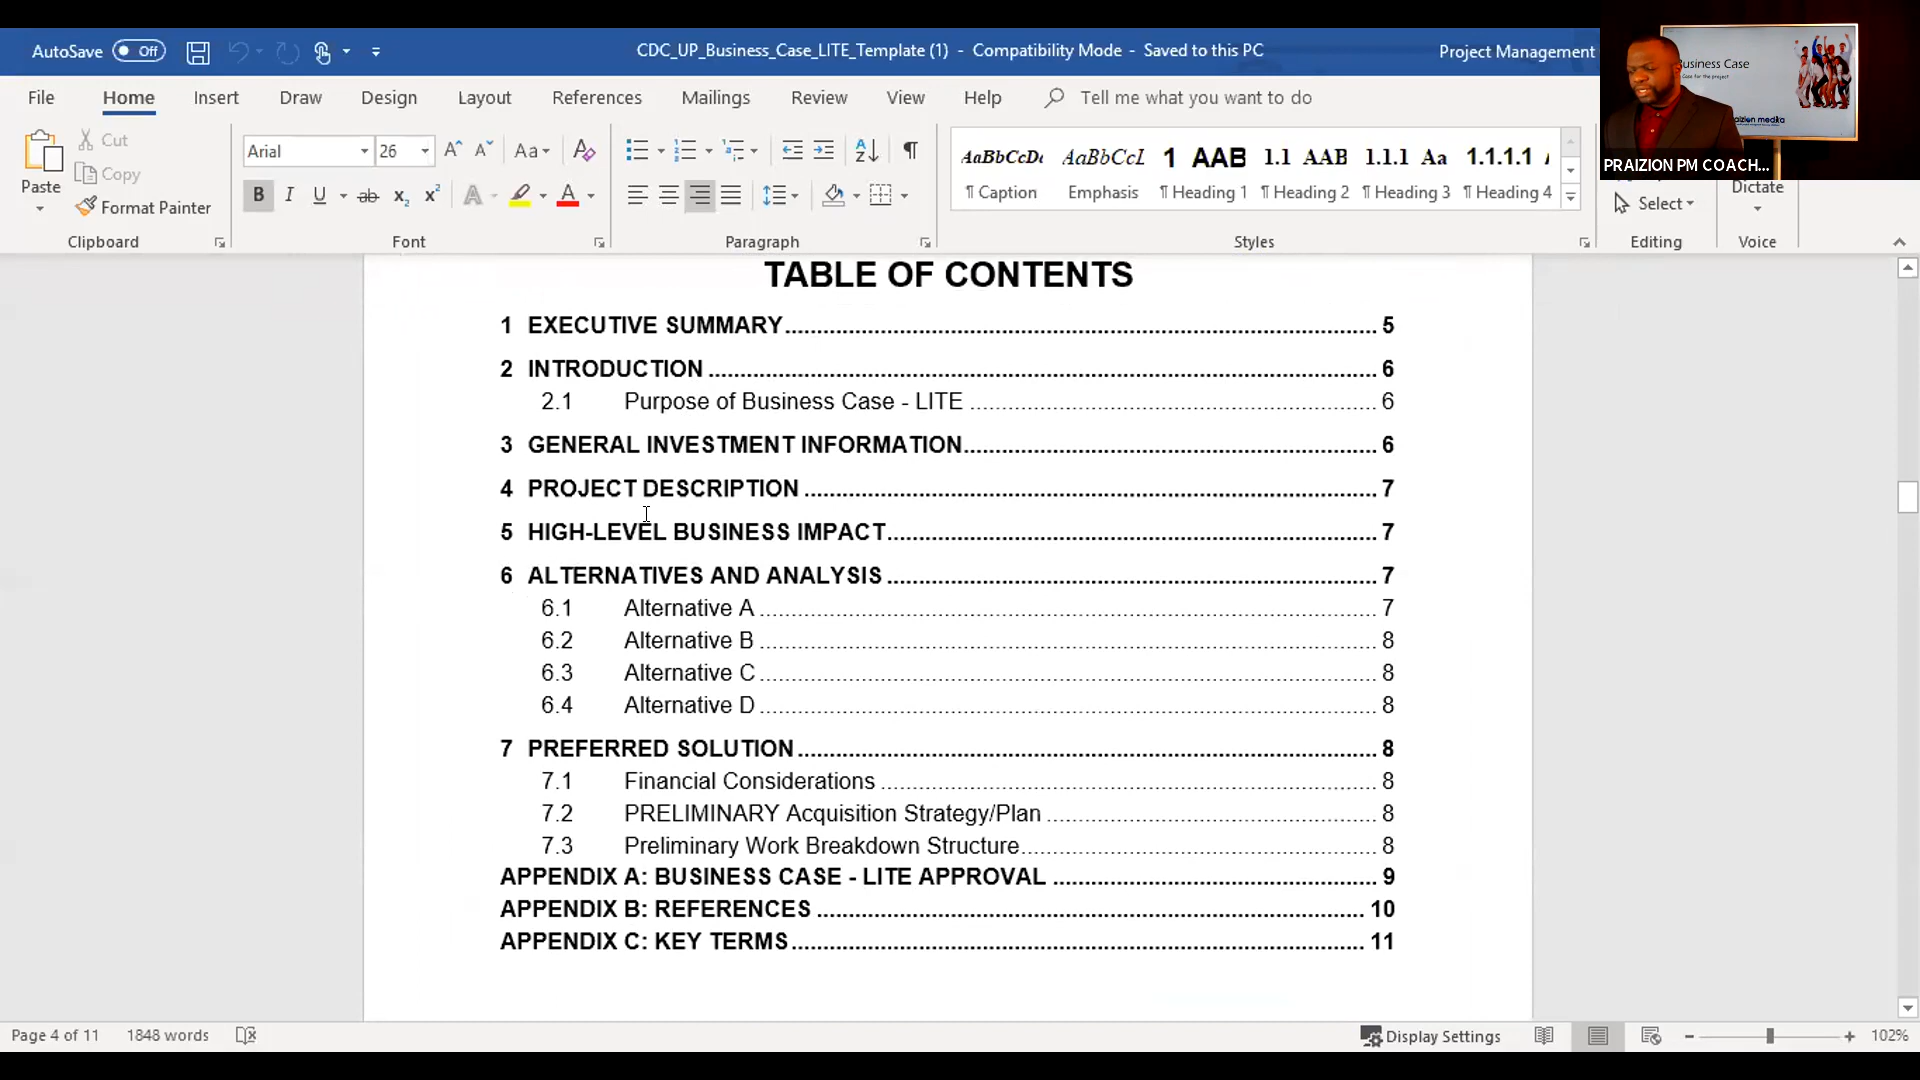 AutoSave Off
CDC_UP_Business_Case_LITE_Template (1) - Compatibility Mode - Saved to this PC
Project Management
File Home Insert Draw Design Layout References Mailings Review View Help Tell me what you want to do
Paste
Cut
Copy
Format Painter
Clipboard
Arial 26
Font
Paragraph
AaBbCcDc AaBbCcL 1 AAB 1.1 AAB 1.1.1 Aa 1.1.1.1
¶ Caption Emphasis ¶ Heading 1 ¶ Heading 2 ¶ Heading 3 ¶ Heading 4
Styles
Select
Editing
Dictate
Voice
Business Case
PRAIZION PM COACH...
TABLE OF CONTENTS
1 EXECUTIVE SUMMARY 5
2 INTRODUCTION 6
2.1 Purpose of Business Case - LITE 6
3 GENERAL INVESTMENT INFORMATION 6
4 PROJECT DESCRIPTION 7
5 HIGH-LEVEL BUSINESS IMPACT 7
6 ALTERNATIVES AND ANALYSIS 7
6.1 Alternative A 7
6.2 Alternative B 8
6.3 Alternative C 8
6.4 Alternative D 8
7 PREFERRED SOLUTION 8
7.1 Financial Considerations 8
7.2 PRELIMINARY Acquisition Strategy/Plan 8
7.3 Preliminary Work Breakdown Structure 8
APPENDIX A: BUSINESS CASE - LITE APPROVAL 9
APPENDIX B: REFERENCES 10
APPENDIX C: KEY TERMS 11
Page 4 of 11 1848 words
Display Settings
102%